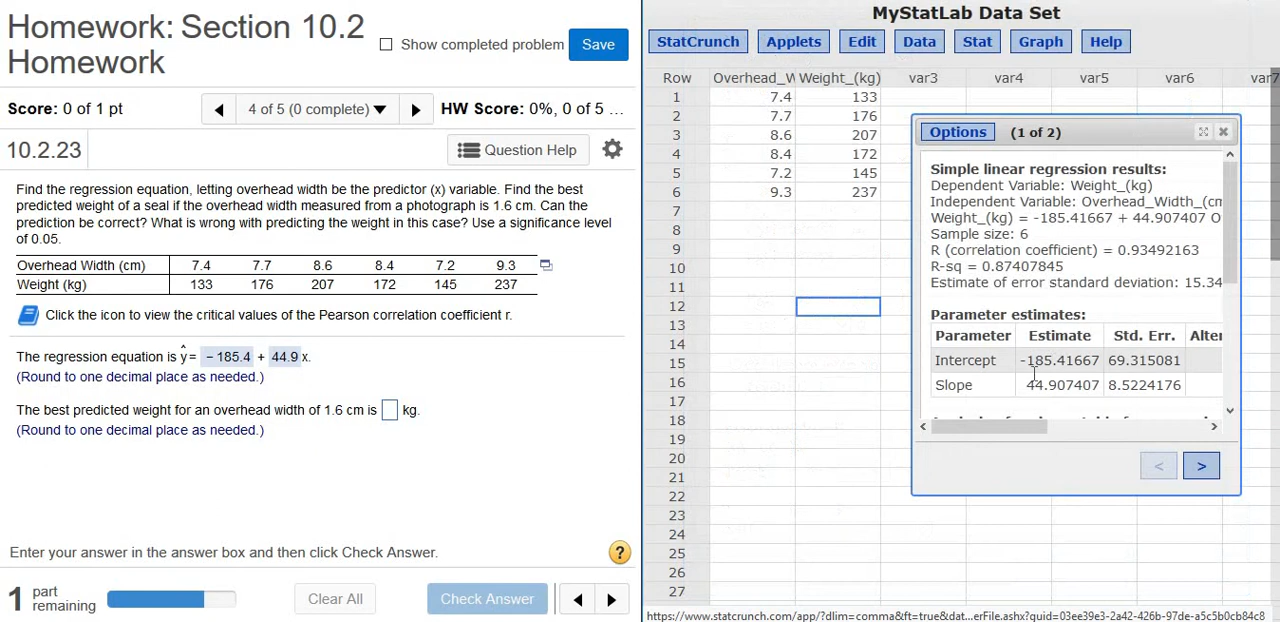 Homework: Section 10.2
Homework
Show completed problem
Save
Score: 0 of 1 pt
4 of 5 (0 complete)
HW Score: 0%, 0 of 5 ...
10.2.23
Question Help
Find the regression equation, letting overhead width be the predictor (x) variable. Find the best
predicted weight of a seal if the overhead width measured from a photograph is 1.6 cm. Can the
prediction be correct? What is wrong with predicting the weight in this case? Use a significance level
of 0.05.
Overhead Width (cm) 7.4 7.7 8.6 8.4 7.2 9.3
Weight (kg) 133 176 207 172 145 237
Click the icon to view the critical values of the Pearson correlation coefficient r.
The regression equation is ŷ = - 185.4 + 44.9 x.
(Round to one decimal place as needed.)
The best predicted weight for an overhead width of 1.6 cm is kg.
(Round to one decimal place as needed.)
Enter your answer in the answer box and then click Check Answer.
?
1 part
remaining
Clear All
Check Answer
MyStatLab Data Set
StatCrunch Applets Edit Data Stat Graph Help
Row Overhead_W Weight_(kg) var3 var4 var5 var6 var7
1 7.4 133
2 7.7 176
3 8.6 207
4 8.4 172
5 7.2 145
6 9.3 237
7
8
9
10
11
12
13
14
15
16
17
18
19
20
21
22
23
24
25
26
27
Options (1 of 2)
Simple linear regression results:
Dependent Variable: Weight_(kg)
Independent Variable: Overhead_Width_(cm
Weight_(kg) = -185.41667 + 44.907407 O
Sample size: 6
R (correlation coefficient) = 0.93492163
R-sq = 0.87407845
Estimate of error standard deviation: 15.34
Parameter estimates:
Parameter Estimate Std. Err. Alter
Intercept -185.41667 69.315081
Slope 44.907407 8.5224176
< >
https://www.statcrunch.com/app/?dlim=comma&ft=true&dat...erFile.ashx?guid=03ee39e3-2a42-426b-97de-a5c5b0cb84c8